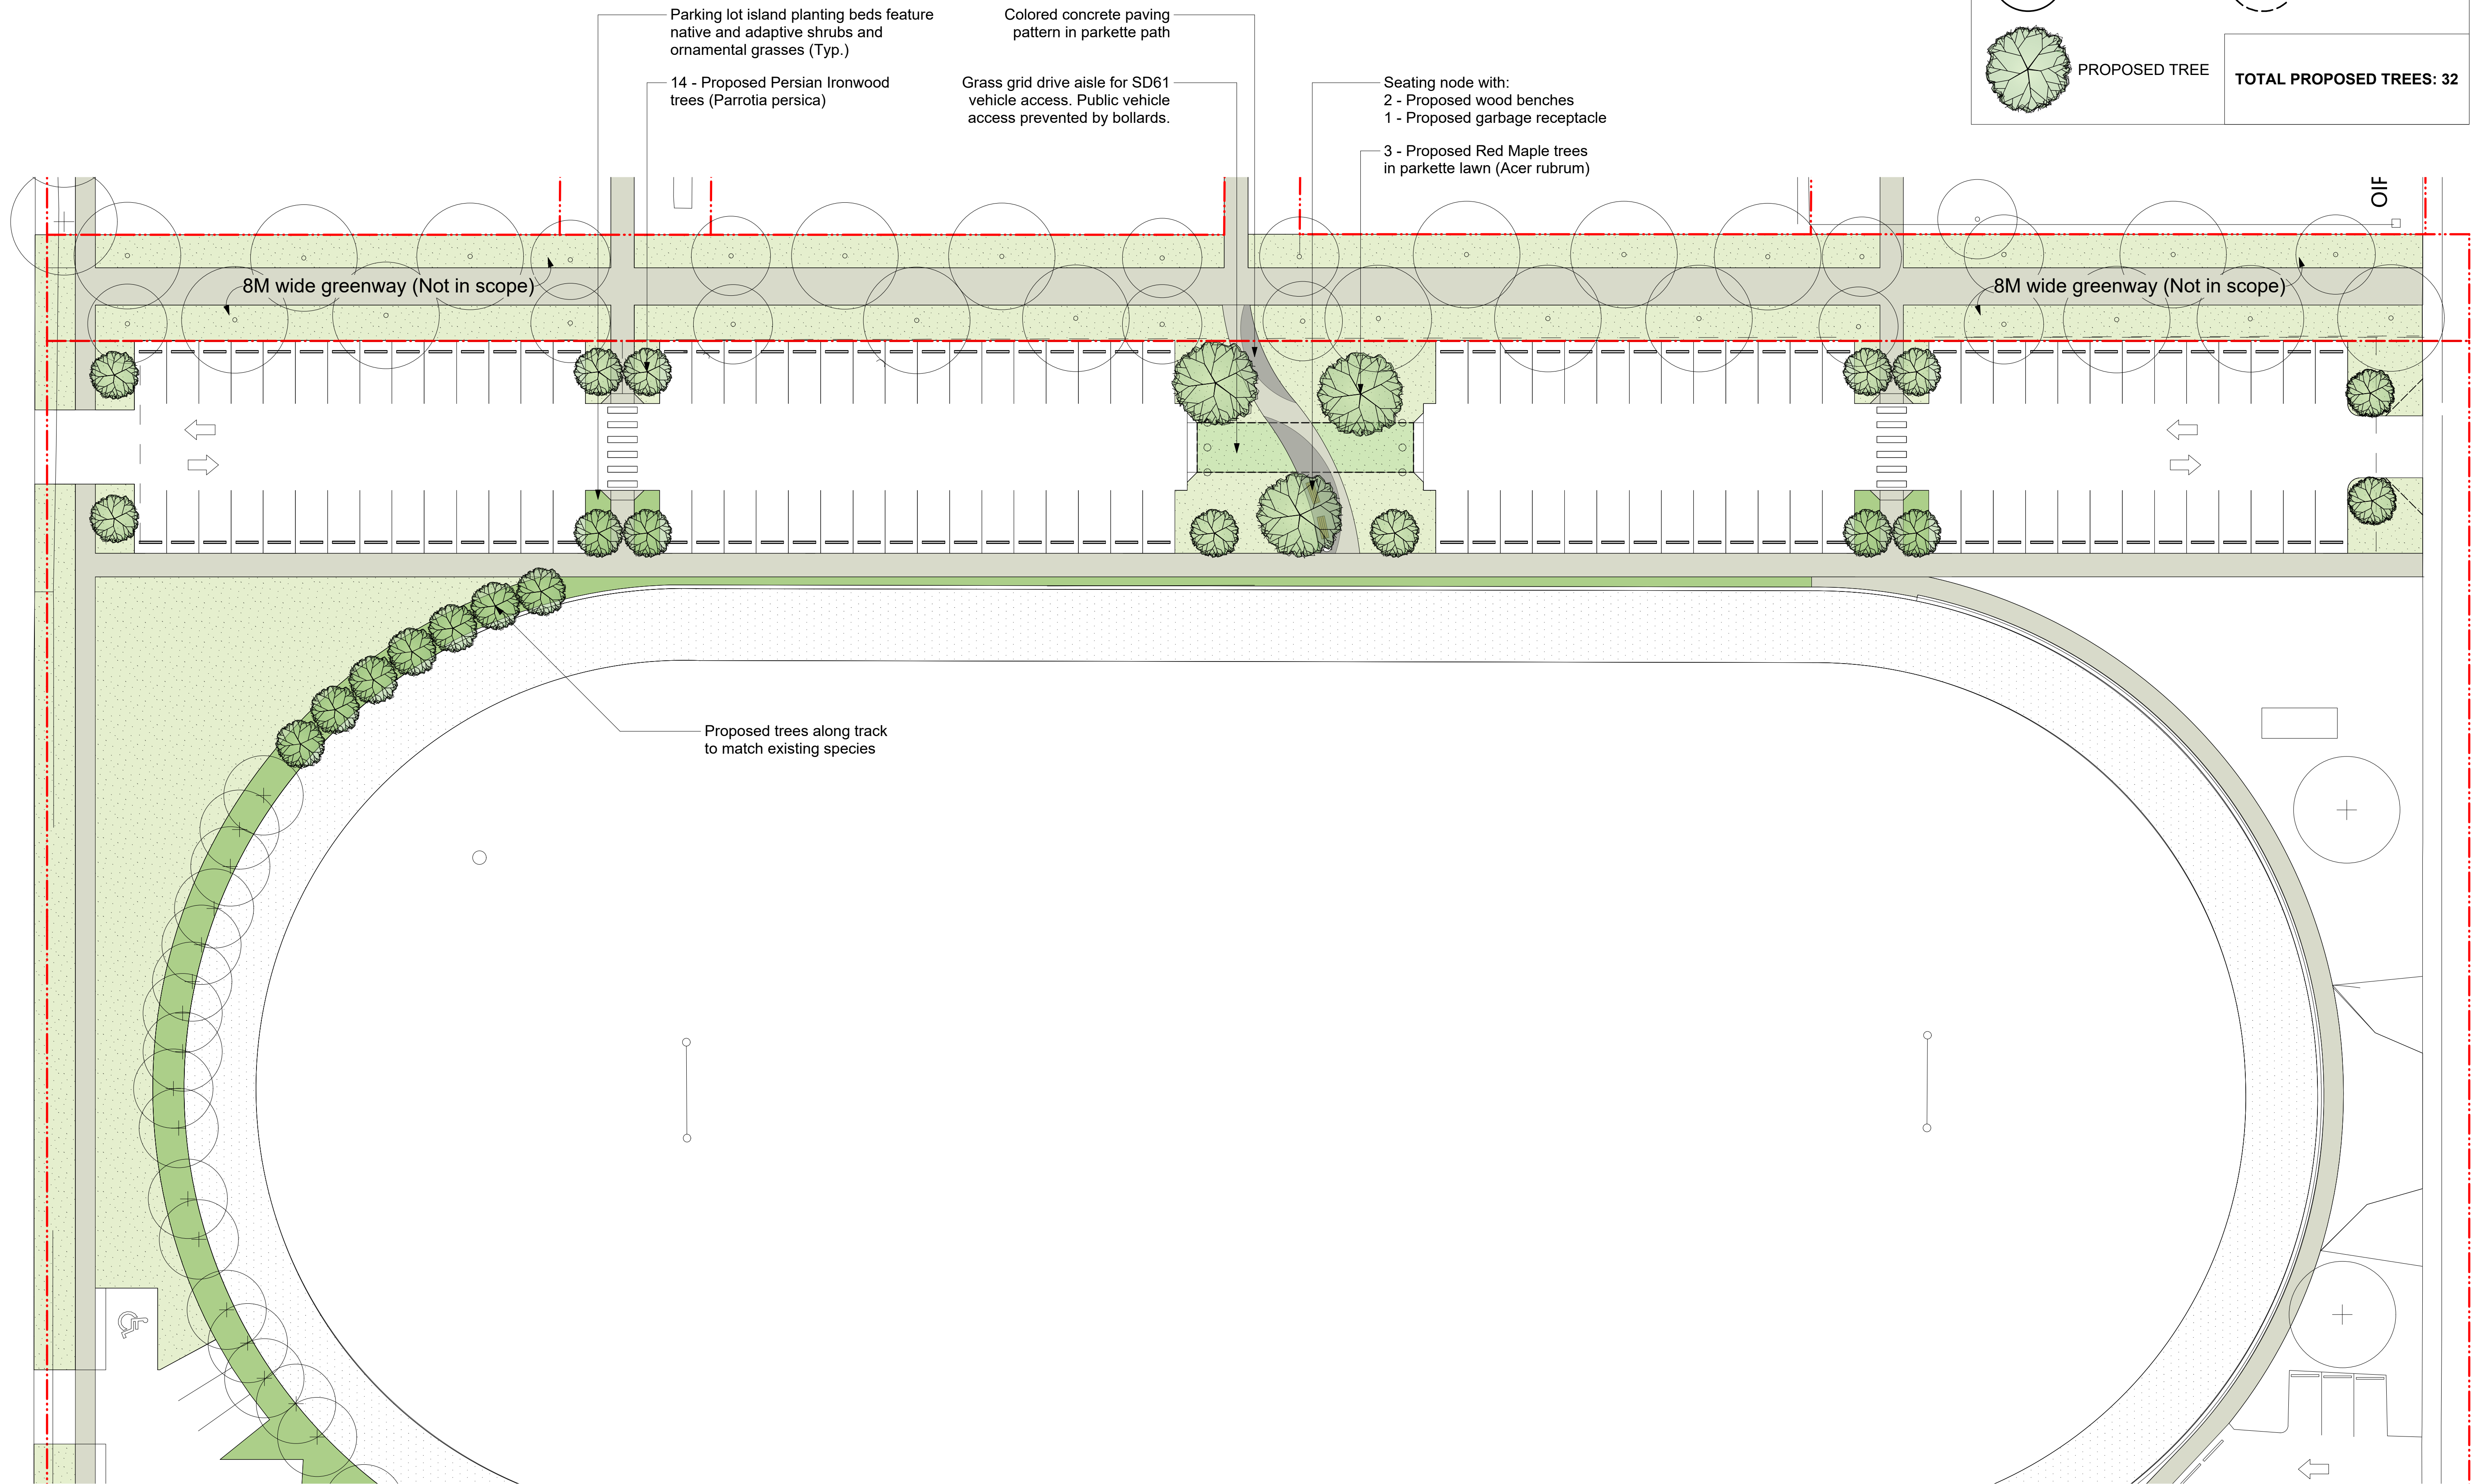 Parking lot island planting beds feature
native and adaptive shrubs and
ornamental grasses (Typ.)
14 - Proposed Persian Ironwood
trees (Parrotia persica)
Colored concrete paving
pattern in parkette path
Grass grid drive aisle for SD61
vehicle access. Public vehicle
access prevented by bollards.
Seating node with:
2 - Proposed wood benches
1 - Proposed garbage receptacle
3 - Proposed Red Maple trees
in parkette lawn (Acer rubrum)
PROPOSED TREE
TOTAL PROPOSED TREES: 32
8M wide greenway (Not in scope)
8M wide greenway (Not in scope)
Proposed trees along track
to match existing species